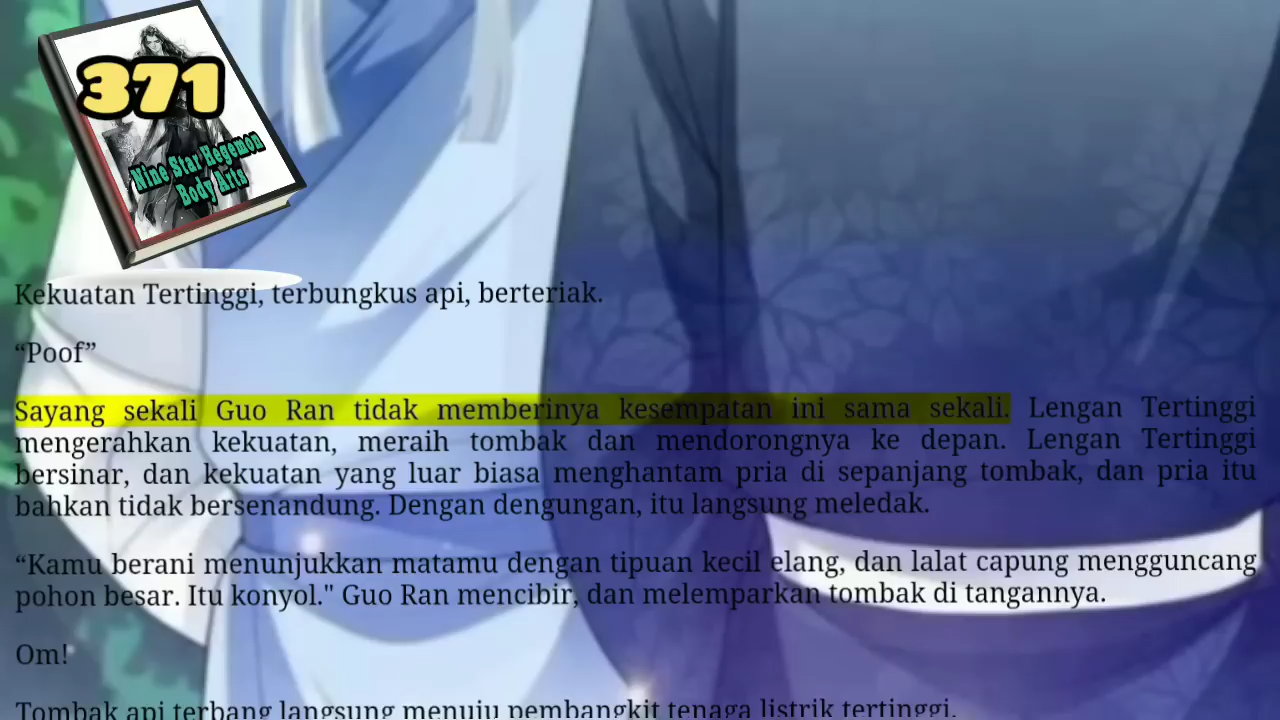 371
Nine Star Hegemon
Body Arts
Kekuatan Tertinggi, terbungkus api, berteriak.
“Poof”
Sayang sekali Guo Ran tidak memberinya kesempatan ini sama sekali. Lengan Tertinggi
mengerahkan kekuatan, meraih tombak dan mendorongnya ke depan. Lengan Tertinggi
bersinar, dan kekuatan yang luar biasa menghantam pria di sepanjang tombak, dan pria itu
bahkan tidak bersenandung. Dengan dengungan, itu langsung meledak.
“Kamu berani menunjukkan matamu dengan tipuan kecil elang, dan lalat capung mengguncang
pohon besar. Itu konyol." Guo Ran mencibir, dan melemparkan tombak di tangannya.
Om!
Tombak api terbang langsung menuju pembangkit tenaga listrik tertinggi.